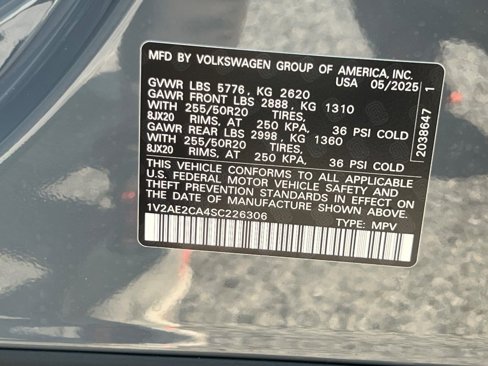 MFD BY VOLKSWAGEN GROUP OF AMERICA, INC.
USA 05/2025
GVWR LBS 5776, KG 2620
GAWR FRONT LBS 2888, KG 1310
WITH 255/50R20 TIRES,
8JX20 RIMS, AT 250 KPA, 36 PSI COLD
GAWR REAR LBS 2998, KG 1360
WITH 255/50R20 TIRES,
8JX20 RIMS, AT 250 KPA, 36 PSI COLD
THIS VEHICLE CONFORMS TO ALL APPLICABLE
U.S. FEDERAL MOTOR VEHICLE SAFETY AND
THEFT PREVENTION STANDARDS IN EFFECT ON
THE DATE OF MANUFACTURE SHOWN ABOVE.
1V2AE2CA4SC226306 TYPE: MPV
2038647 1